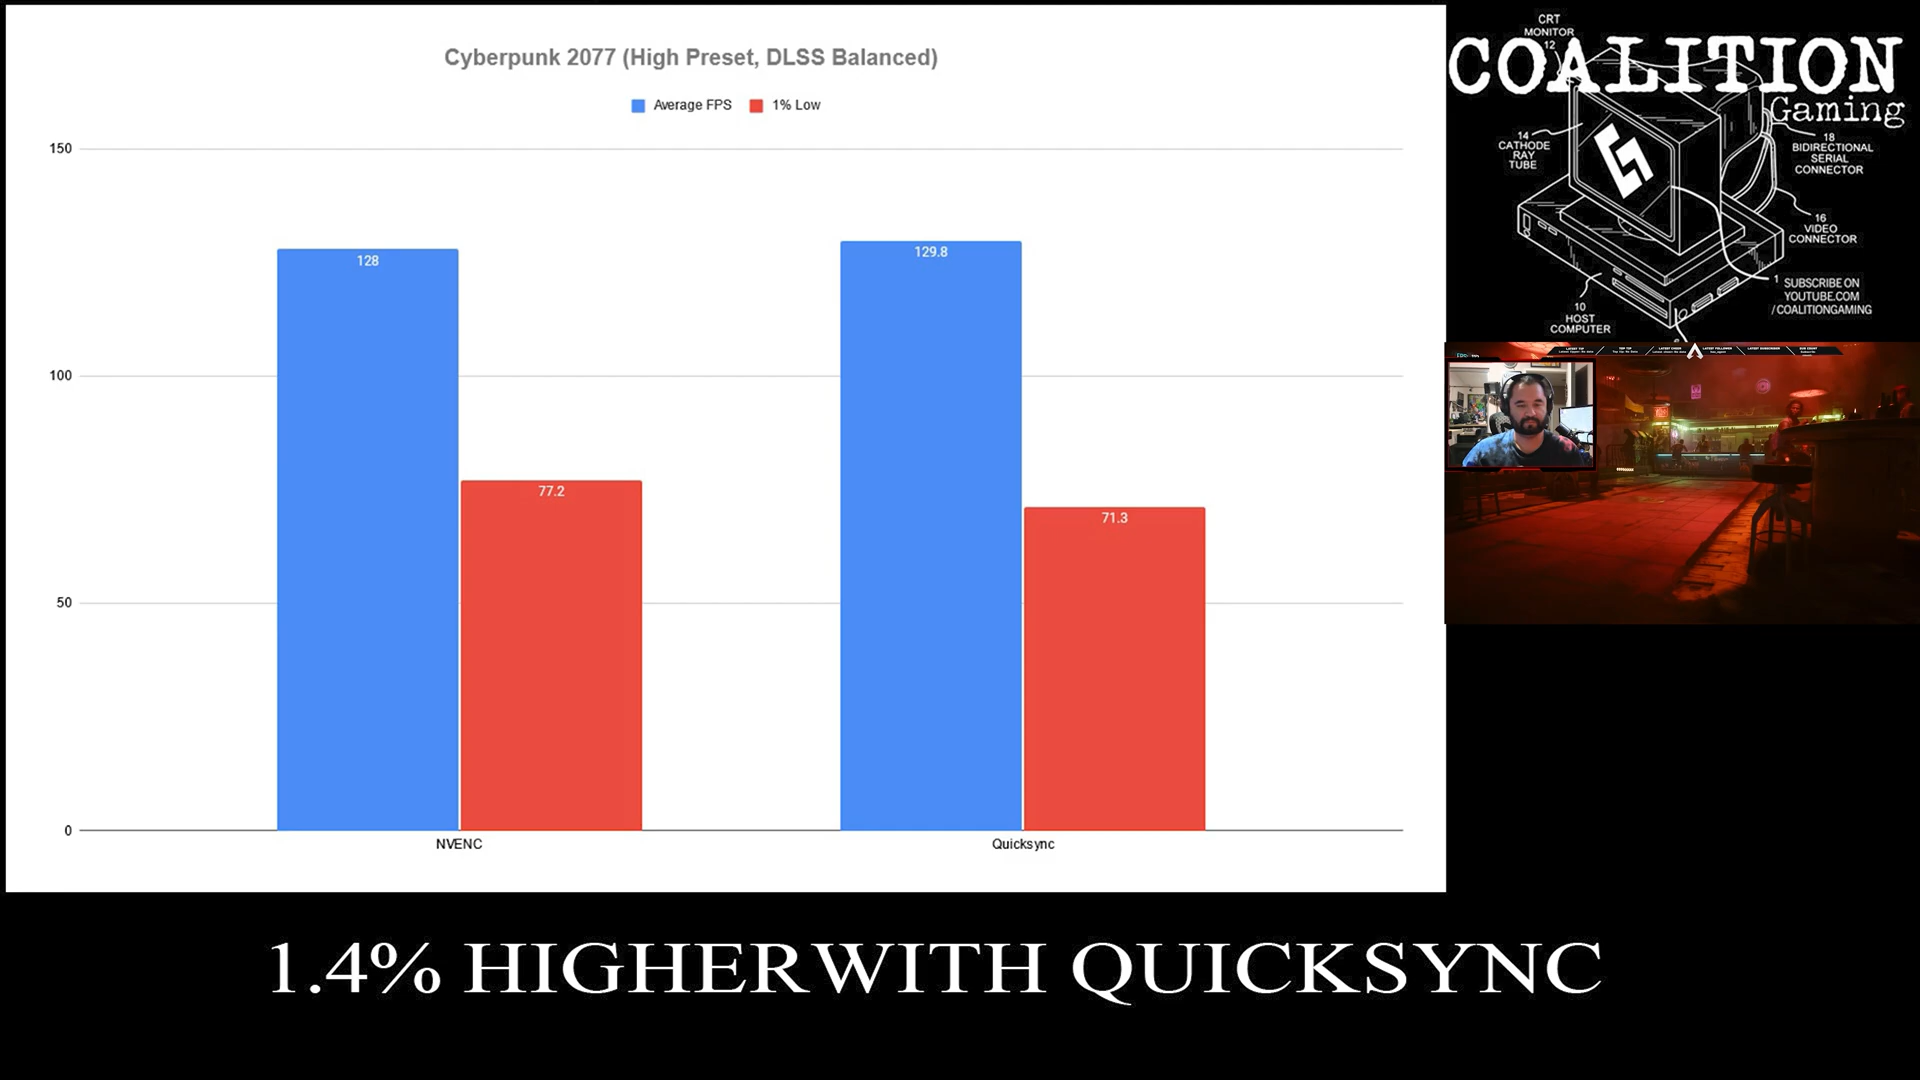 Cyberpunk 2077 (High Preset, DLSS Balanced)
Average FPS
1% Low
150
100
50
0
128
77.2
129.8
71.3
NVENC
Quicksync
1.4% HIGHERWITH QUICKSYNC
CRT
MONITOR
12
COALITION
Gaming
14
CATHODE
RAY
TUBE
18
BIDIRECTIONAL
SERIAL
CONNECTOR
16
VIDEO
CONNECTOR
1
SUBSCRIBE ON
YOUTUBE.COM
/COALITIONGAMING
10
HOST
COMPUTER